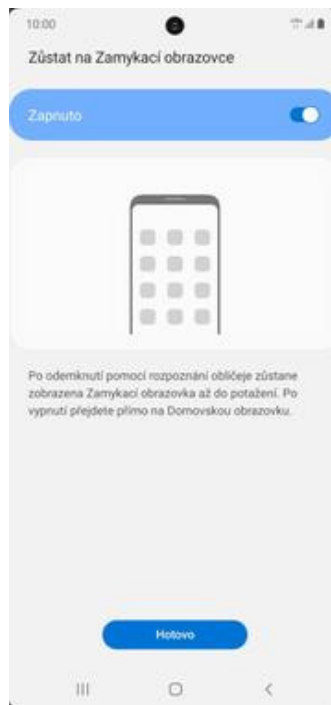 10:00
Zůstat na Zamykací obrazovce
Zapnuto
Po odemknutí pomocí rozpoznání obličeje zůstane
zobrazena Zamykací obrazovka až do potažení. Po
vypnutí přejdete přímo na Domovskou obrazovku.
Hotovo